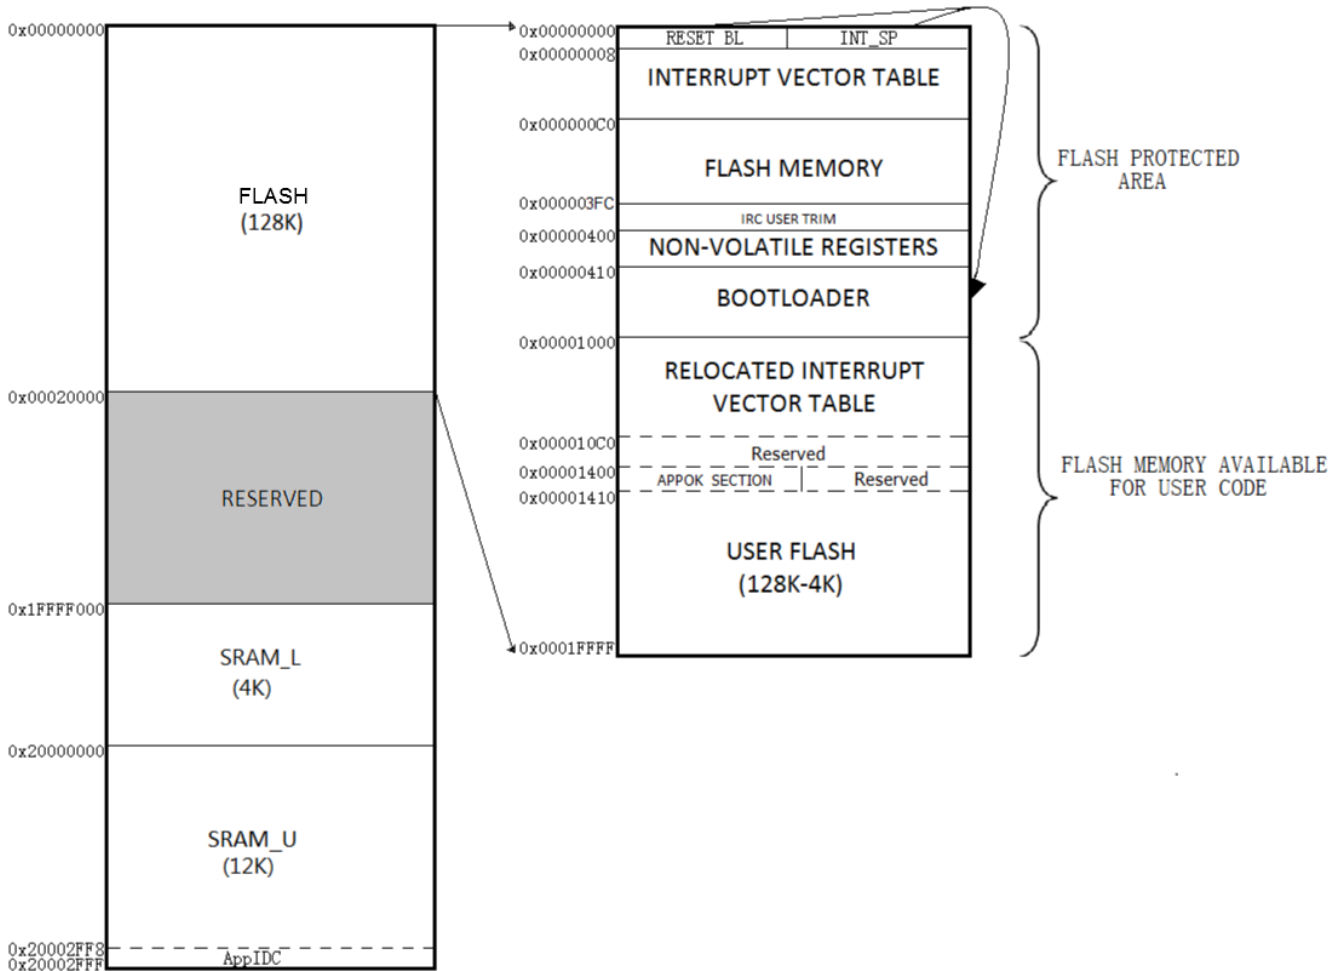 0x00000000
FLASH
(128K)
0x00020000
RESERVED
0x1FFFF000
SRAM_L
(4K)
0x20000000
SRAM_U
(12K)
0x20002FF8
AppIDC
0x20002FFF
0x00000000
RESET BL INT_SP
0x00000008
INTERRUPT VECTOR TABLE
0x000000C0
FLASH MEMORY
0x000003FC
IRC USER TRIM
0x00000400
NON-VOLATILE REGISTERS
0x00000410
BOOTLOADER
0x00001000
RELOCATED INTERRUPT
VECTOR TABLE
0x000010C0
Reserved
0x00001400
APPOK SECTION Reserved
0x00001410
USER FLASH
(128K-4K)
0x0001FFFF
FLASH PROTECTED
AREA
FLASH MEMORY AVAILABLE
FOR USER CODE